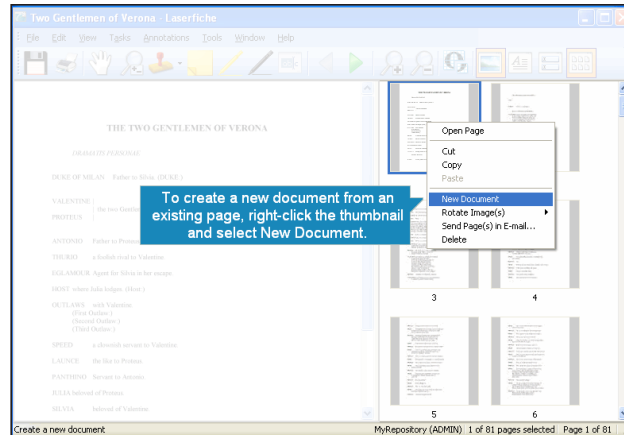 Two Gentlemen of Verona - Laserfiche
File Edit View Tasks Annotations Tools Window Help
THE TWO GENTLEMEN OF VERONA
DRAMATIS PERSONAE
DUKE OF MILAN Father to Silvia. (DUKE:)
VALENTINE
PROTEUS
the two Gentlemen
ANTONIO Father to Proteus
THURIO a foolish rival to Valentine
EGLAMOUR Agent for Silvia in her escape
HOST where Julia lodges (Host:)
OUTLAWS with Valentine
(First Outlaw:)
(Second Outlaw:)
(Third Outlaw:)
SPEED a clownish servant to Valentine
LAUNCE the like to Proteus
PANTHINO Servant to Antonio
JULIA beloved of Proteus
SILVIA beloved of Valentine
To create a new document from an
existing page, right-click the thumbnail
and select New Document.
Open Page
Cut
Copy
Paste
New Document
Rotate Image(s)
Send Page(s) in E-mail...
Delete
3 4
5 6
Create a new document MyRepository (ADMIN) 1 of 81 pages selected Page 1 of 81